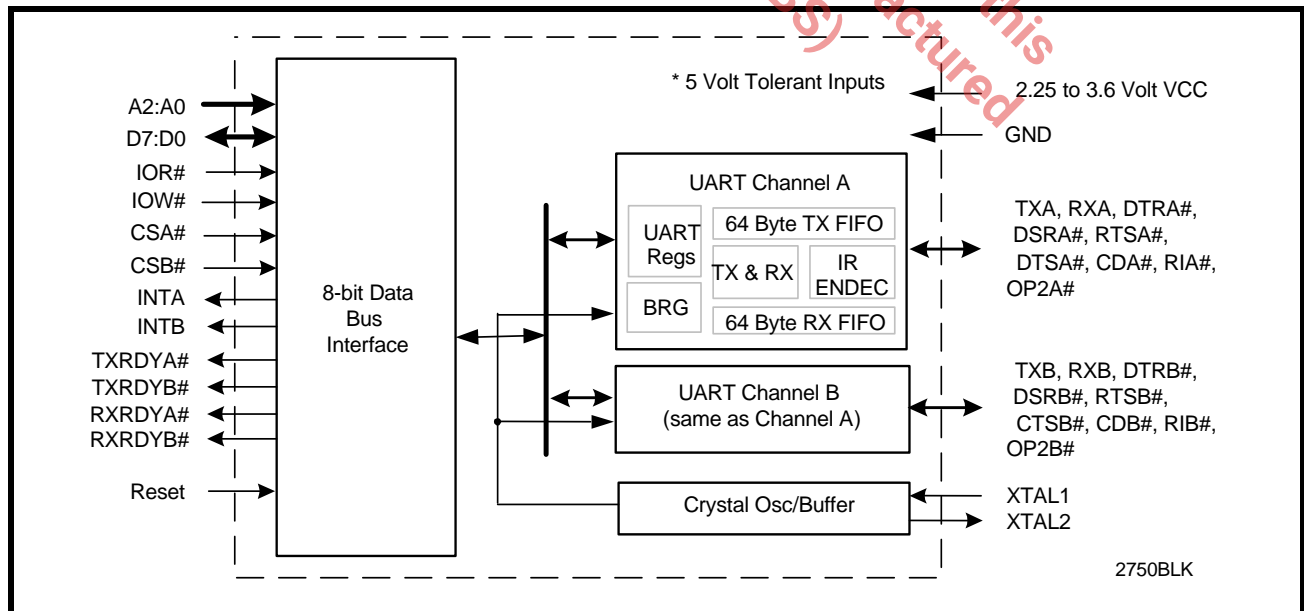 this
actured
SS)
* 5 Volt Tolerant Inputs
2.25 to 3.6 Volt VCC
GND
A2:A0
D7:D0
IOR#
IOW#
CSA#
CSB#
INTA
INTB
TXRDYA#
TXRDYB#
RXRDYA#
RXRDYB#
Reset
8-bit Data
Bus
Interface
UART Channel A
UART
Regs
BRG
64 Byte TX FIFO
TX & RX
IR
ENDEC
64 Byte RX FIFO
TXA, RXA, DTRA#,
DSRA#, RTSA#,
DTSA#, CDA#, RIA#,
OP2A#
UART Channel B
(same as Channel A)
TXB, RXB, DTRB#,
DSRB#, RTSB#,
CTSB#, CDB#, RIB#,
OP2B#
Crystal Osc/Buffer
XTAL1
XTAL2
2750BLK